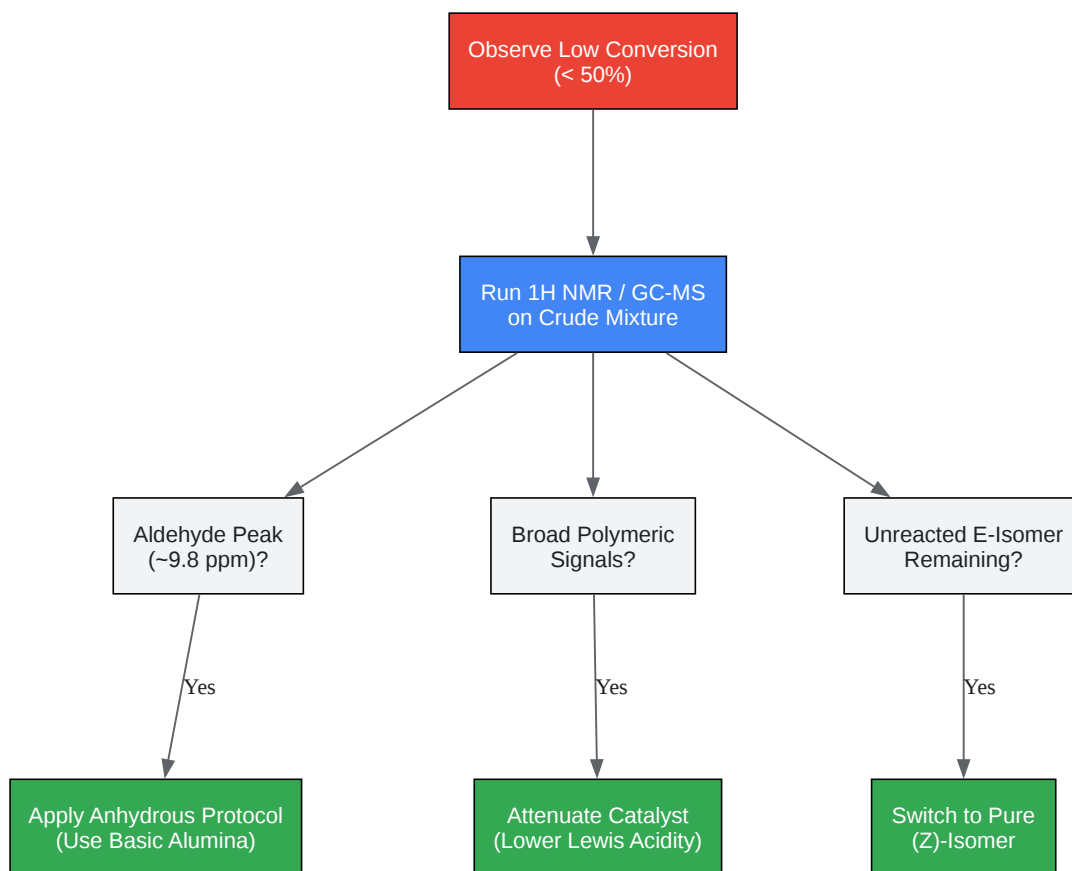 Observe Low Conversion
(< 50%)
Run 1H NMR / GC-MS
on Crude Mixture
Aldehyde Peak
(~9.8 ppm)?
Broad Polymeric
Signals?
Unreacted E-Isomer
Remaining?
Yes
Yes
Yes
Apply Anhydrous Protocol
(Use Basic Alumina)
Attenuate Catalyst
(Lower Lewis Acidity)
Switch to Pure
(Z)-Isomer